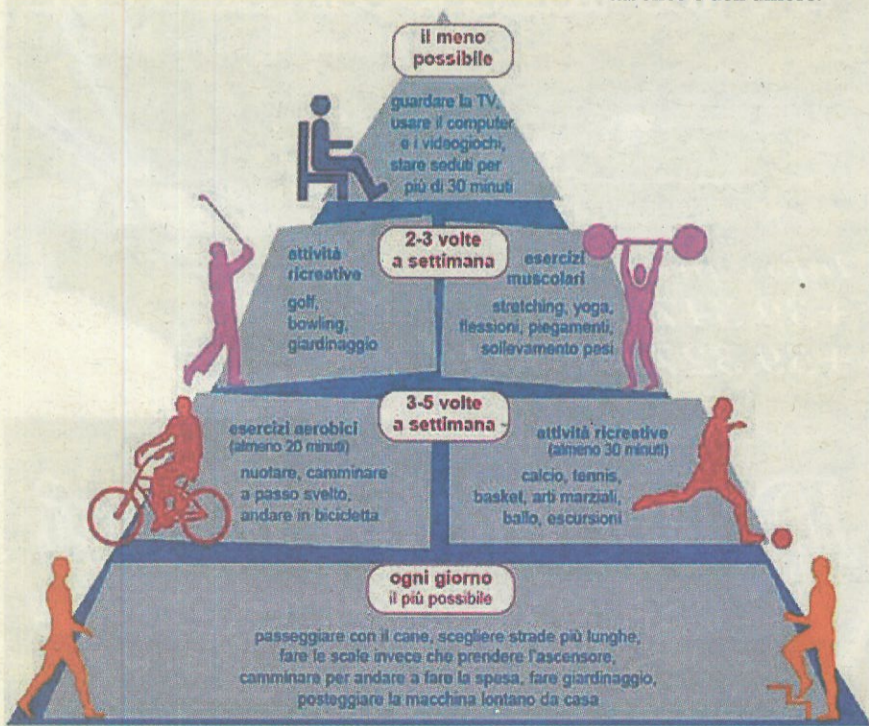 il meno
possibile
guardare la TV,
usare il computer
e i videogiochi,
stare seduti per
più di 30 minuti
2-3 volte
a settimana
attività
ricreative
golf,
bowling,
giardinaggio
esercizi
muscolari
stretching, yoga,
flessioni, piegamenti,
sollevamento pesi
3-5 volte
a settimana
esercizi aerobici
(almeno 20 minuti)
nuotare, camminare
a passo svelto,
andare in bicicletta
attività ricreative
(almeno 30 minuti)
calcio, tennis,
basket, arti marziali,
ballo, escursioni
ogni giorno
il più possibile
passeggiare con il cane, scegliere strade più lunghe,
fare le scale invece che prendere l'ascensore,
camminare per andare a fare la spesa, fare giardinaggio,
posteggiare la macchina lontano da casa